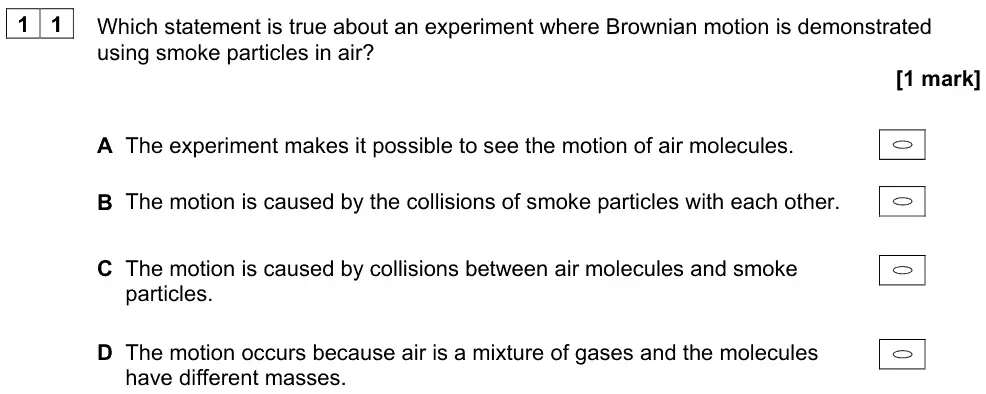 1 1 Which statement is true about an experiment where Brownian motion is demonstrated
using smoke particles in air?
[1 mark]
A The experiment makes it possible to see the motion of air molecules.
B The motion is caused by the collisions of smoke particles with each other.
C The motion is caused by collisions between air molecules and smoke
particles.
D The motion occurs because air is a mixture of gases and the molecules
have different masses.